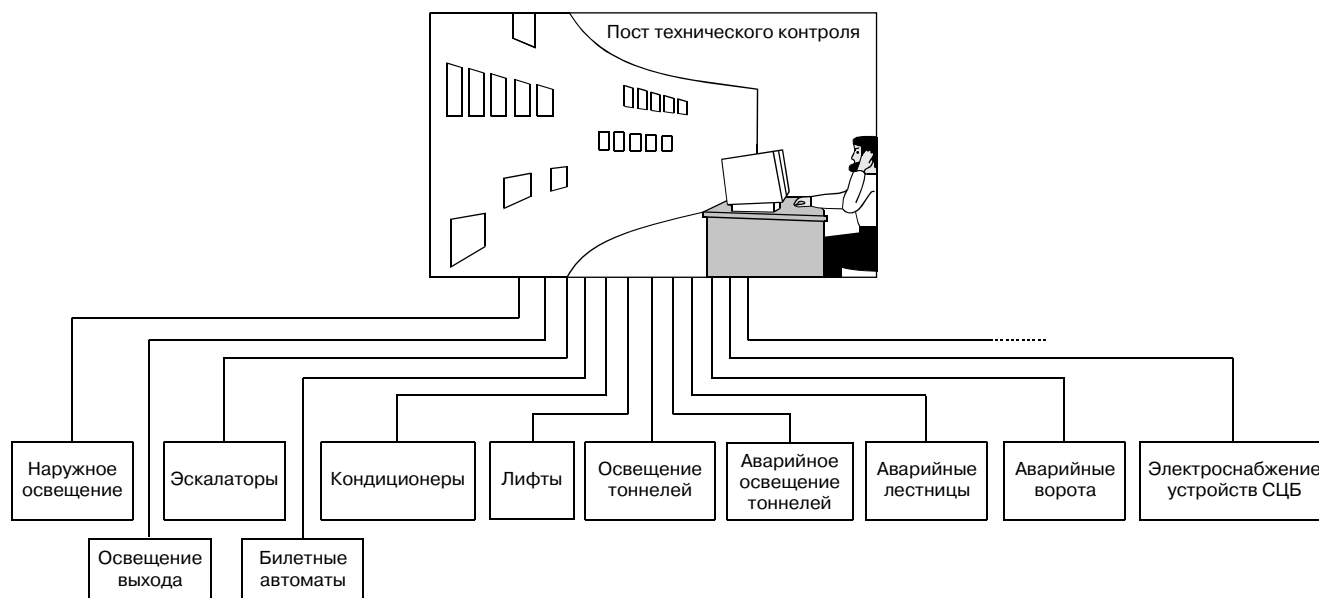 Пост технического контроля
Наружное
освещение
Эскалаторы
Кондиционеры
Лифты
Освещение
тоннелей
Аварийное
освещение
тоннелей
Аварийные
лестницы
Аварийные
ворота
Электроснабжение
устройств СЦБ
Освещение
выхода
Билетные
автоматы